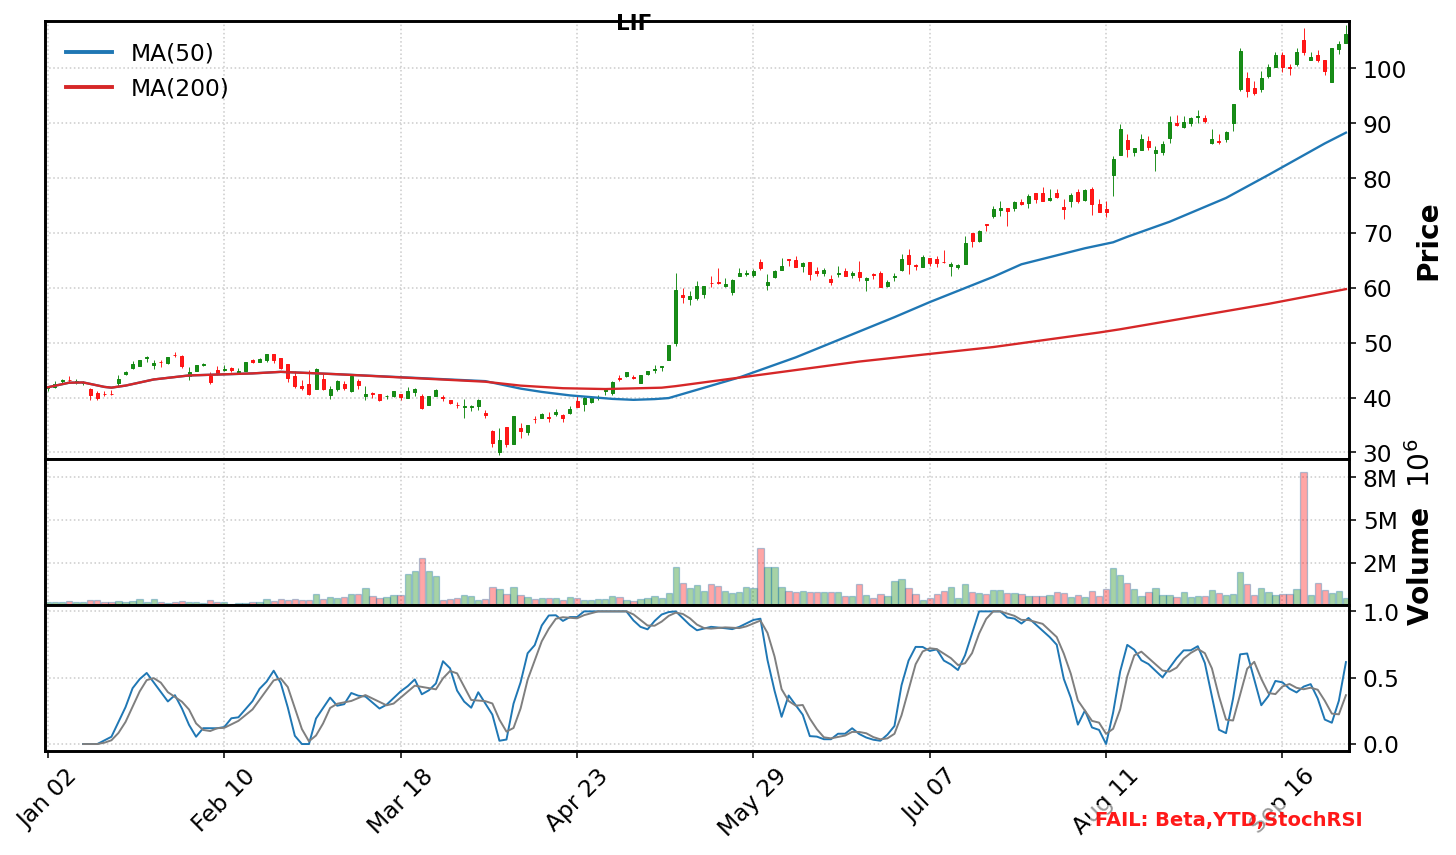 LIF
MA(50)
MA(200)
100
90
80
70
60
50
40
30
Price
10⁶
8M
5M
2M
Volume
1.0
0.5
0.0
Jan 02
Feb 10
Mar 18
Apr 23
May 29
Jul 07
Aug 11
Sep 16
FAIL: Beta,YTD,StochRSI